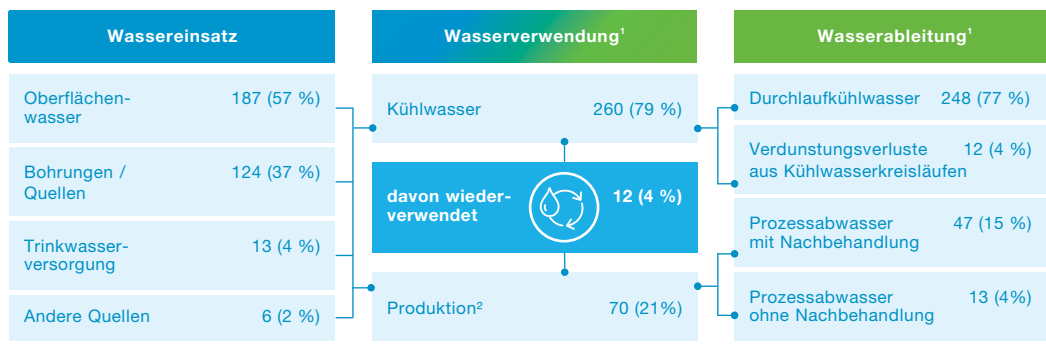 Wassereinsatz
Oberflächen-
wasser
187 (57 %)
Bohrungen /
Quellen
124 (37 %)
Trinkwasser-
versorgung
13 (4 %)
Andere Quellen
6 (2 %)
Wasserverwendung¹
Kühlwasser
260 (79 %)
davon wieder-
verwendet
12 (4 %)
Produktion²
70 (21%)
Wasserableitung¹
Durchlaufkühlwasser
248 (77 %)
Verdunstungsverluste
aus Kühlwasserkreisläufen
12 (4 %)
Prozessabwasser
mit Nachbehandlung
47 (15 %)
Prozessabwasser
ohne Nachbehandlung
13 (4%)